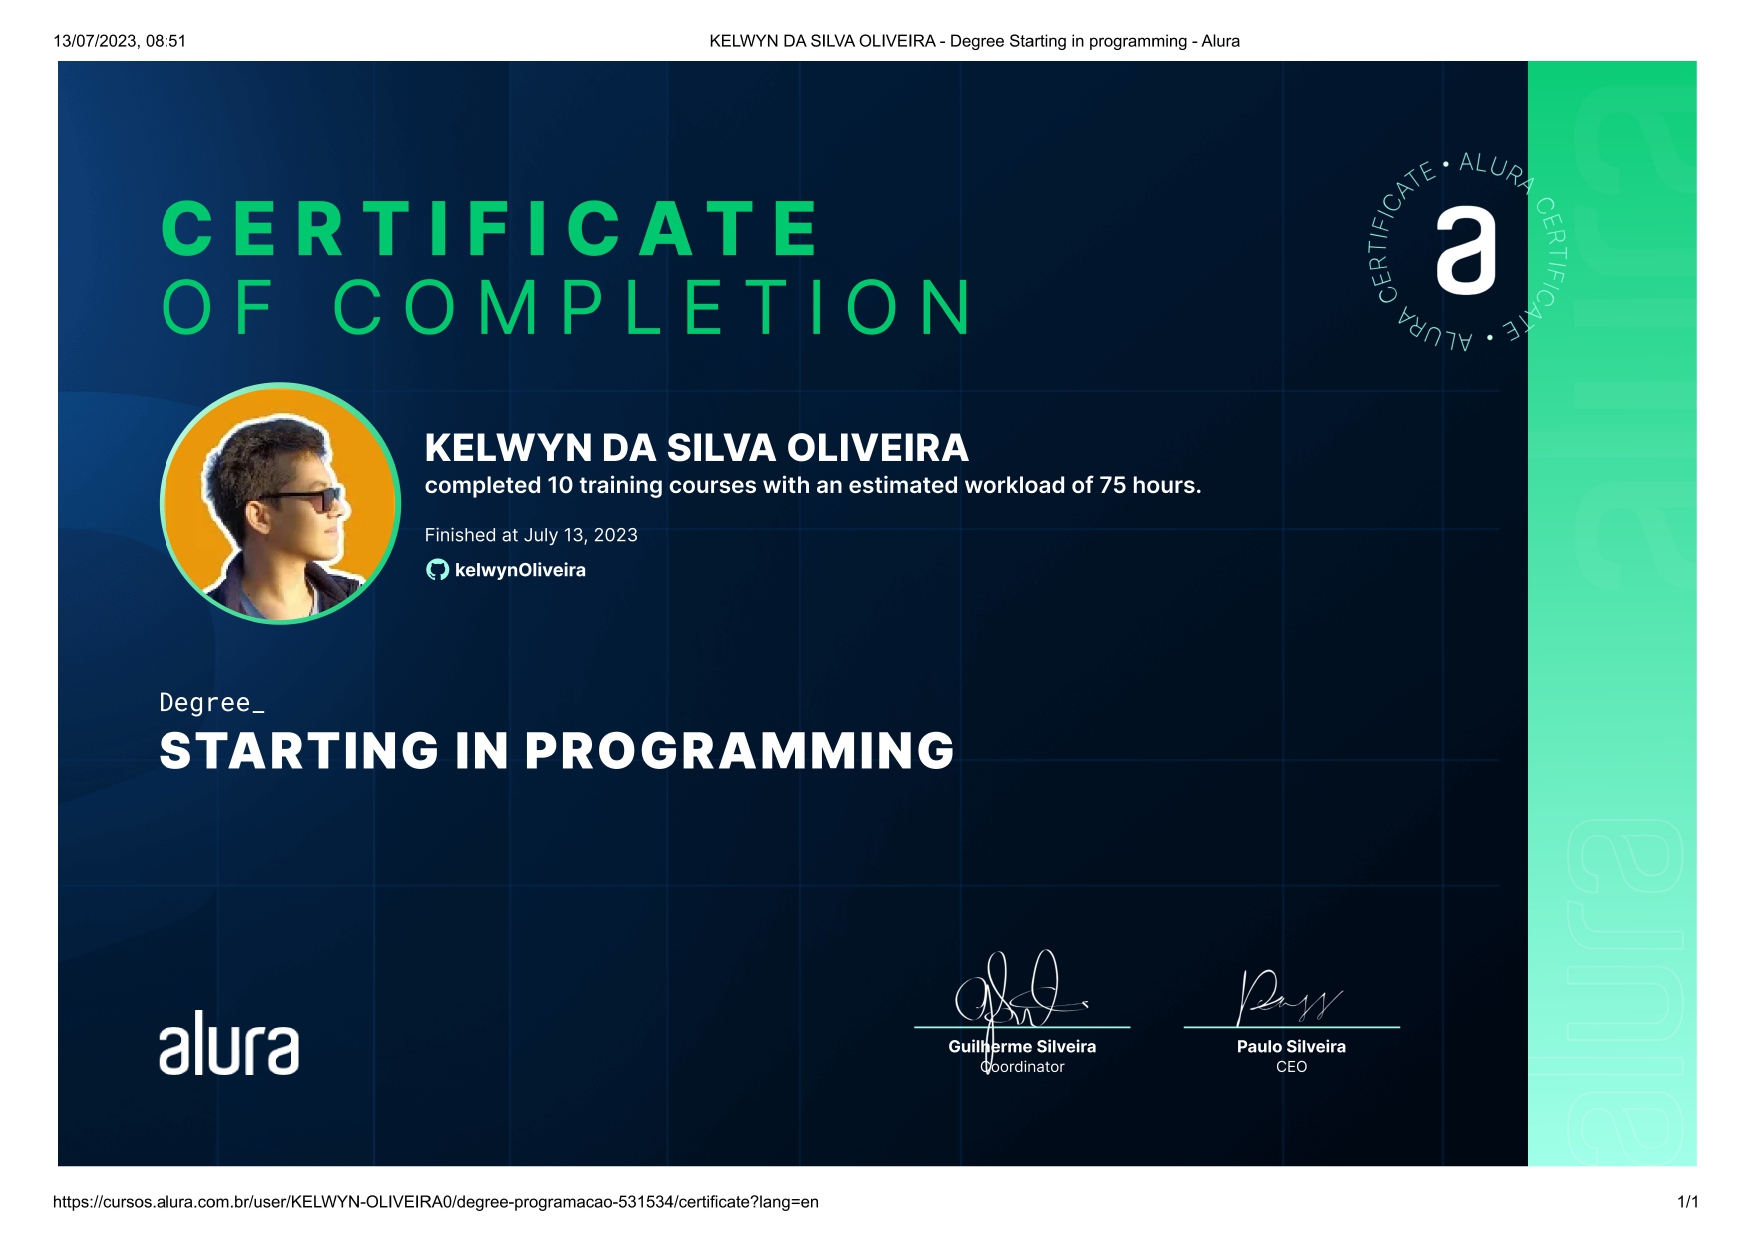 13/07/2023, 08:51
KELWYN DA SILVA OLIVEIRA - Degree Starting in programming - Alura
CERTIFICATE
OF COMPLETION
ALURA CERTIFICATE • ALURA CERTIFICATE •
a
KELWYN DA SILVA OLIVEIRA
completed 10 training courses with an estimated workload of 75 hours.
Finished at July 13, 2023
kelwynOliveira
Degree_
STARTING IN PROGRAMMING
alura
Guilherme Silveira
Coordinator
Paulo Silveira
CEO
alura
alura
https://cursos.alura.com.br/user/KELWYN-OLIVEIRA0/degree-programacao-531534/certificate?lang=en
1/1